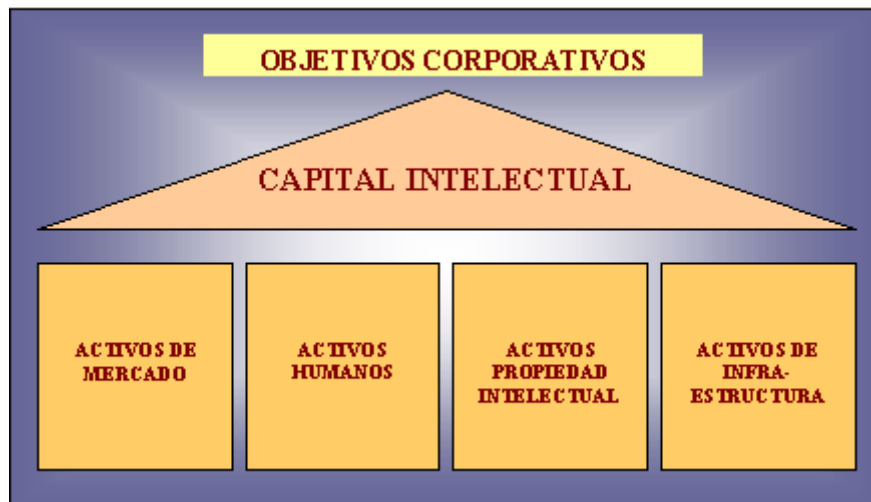 OBJETIVOS CORPORATIVOS
CAPITAL INTELECTUAL
ACTIVOS DE
MERCADO
ACTIVOS
HUMANOS
ACTIVOS
PROPIEDAD
INTELECTUAL
ACTIVOS DE
INFRA-
ESTRUCTURA